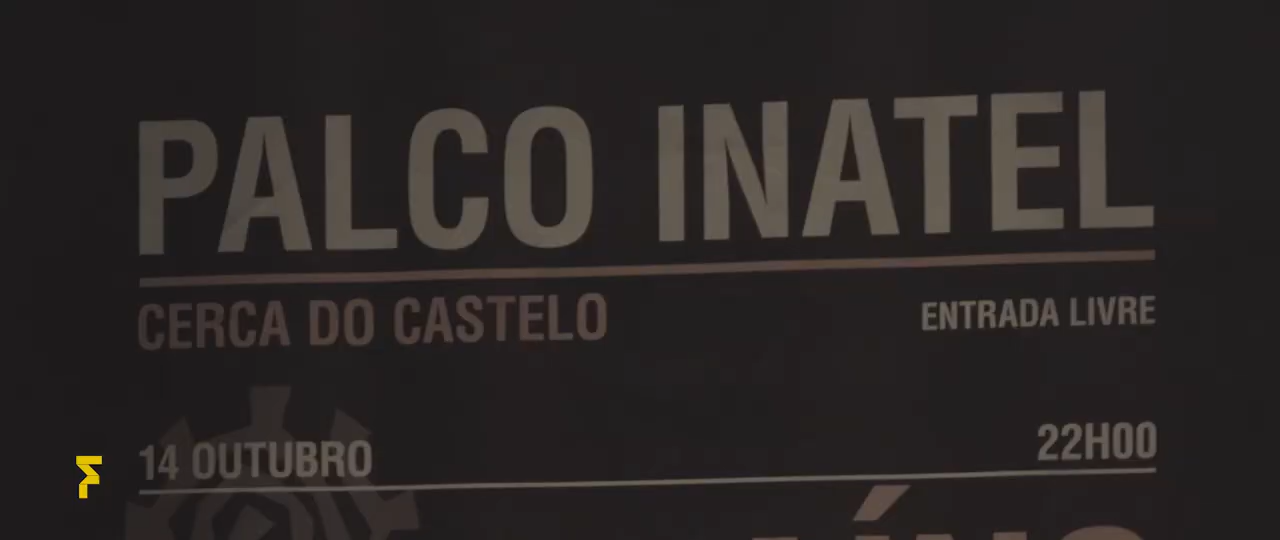 PALCO INATEL
CERCA DO CASTELO
ENTRADA LIVRE
14 OUTUBRO
22H00